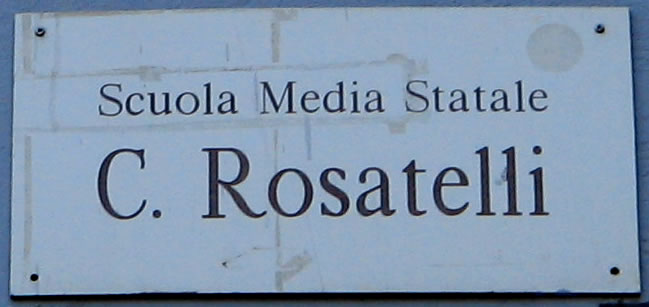 Scuola Media Statale
C. Rosatelli